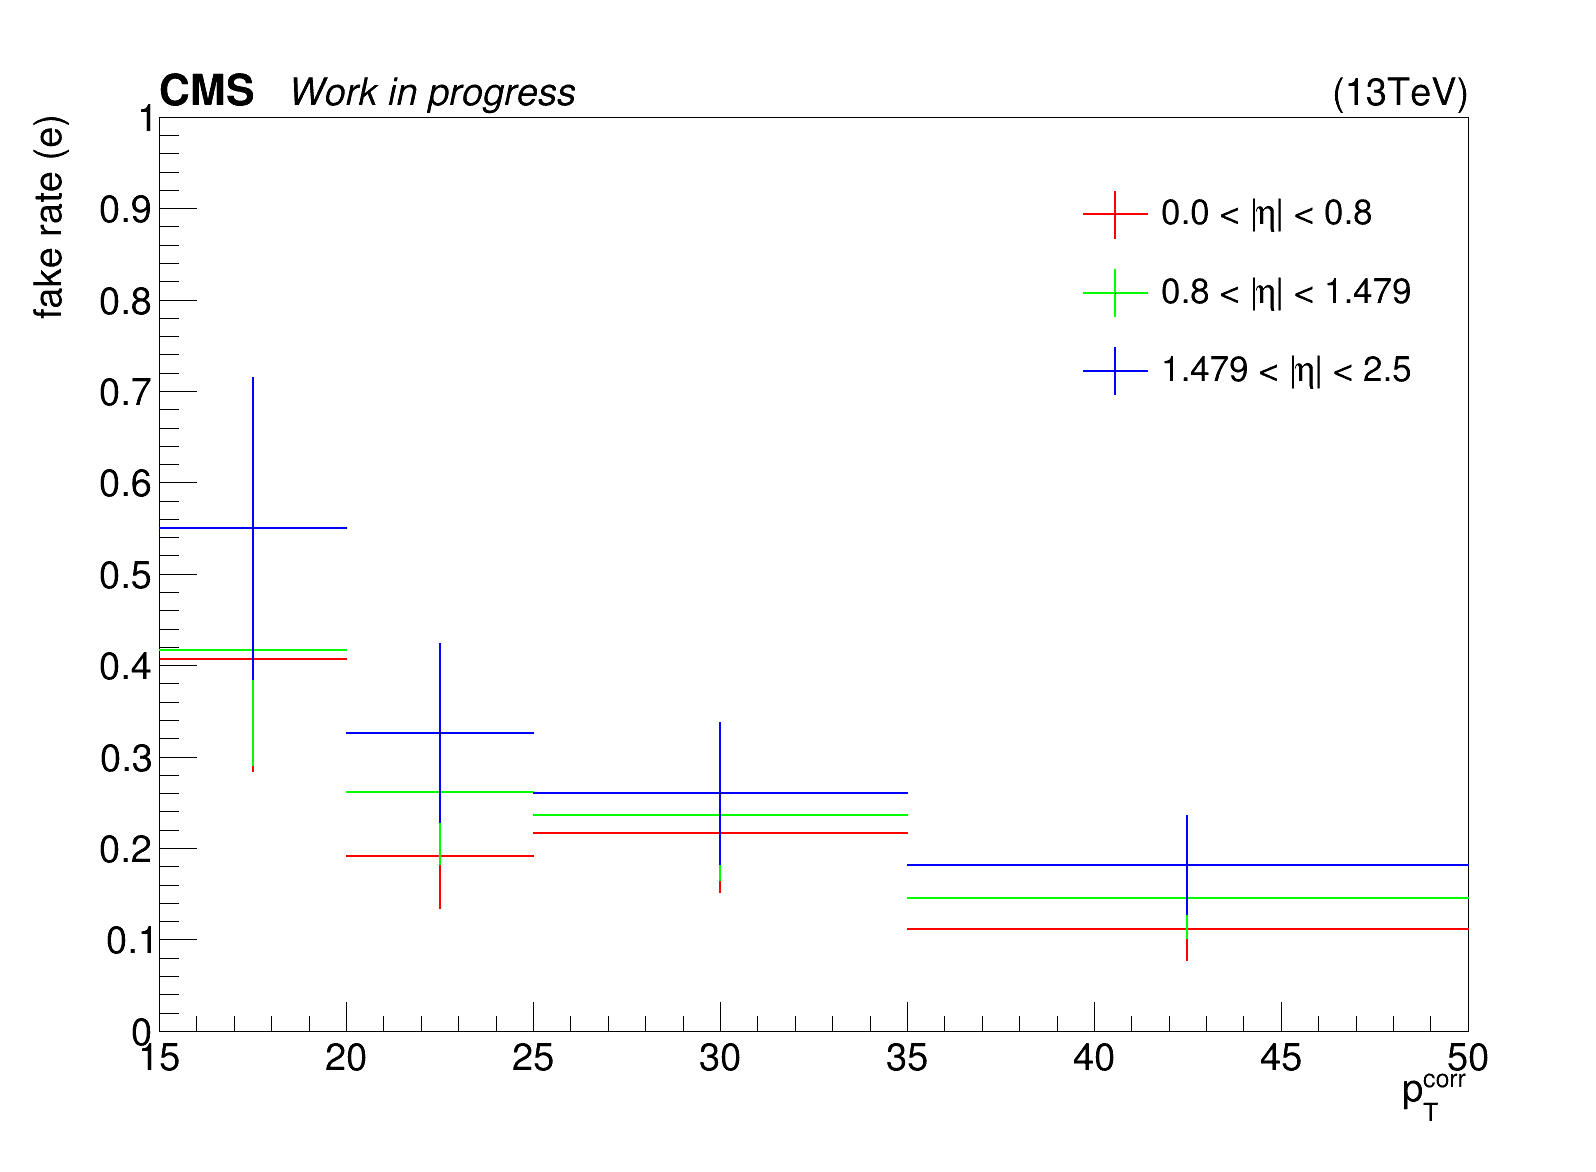 CMS Work in progress (13TeV)
fake rate (e)
1
0.9
0.8
0.7
0.6
0.5
0.4
0.3
0.2
0.1
0
0.0 < |η| < 0.8
0.8 < |η| < 1.479
1.479 < |η| < 2.5
15 20 25 30 35 40 45 50
p_T^corr